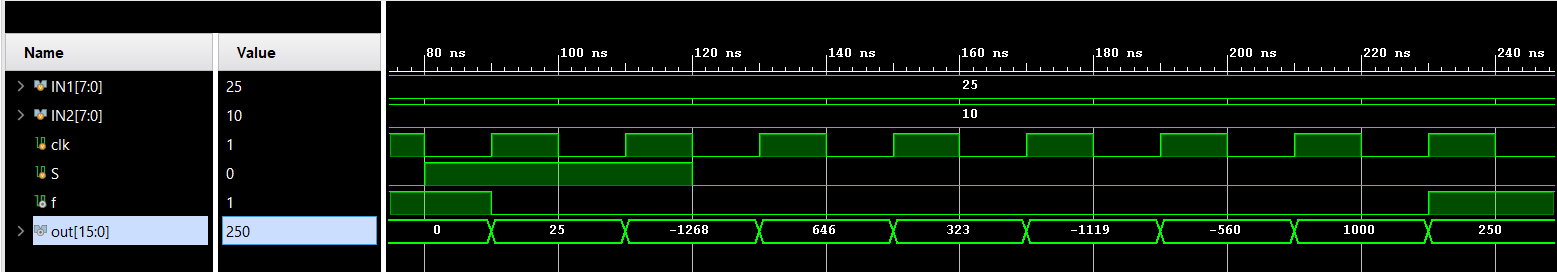 Name Value
80 ns 100 ns 120 ns 140 ns 160 ns 180 ns 200 ns 220 ns 240 ns
IN1[7:0] 25 25
IN2[7:0] 10 10
clk 1
S 0
f 1
out[15:0] 250 0 25 -1268 646 323 -1119 -560 1000 250